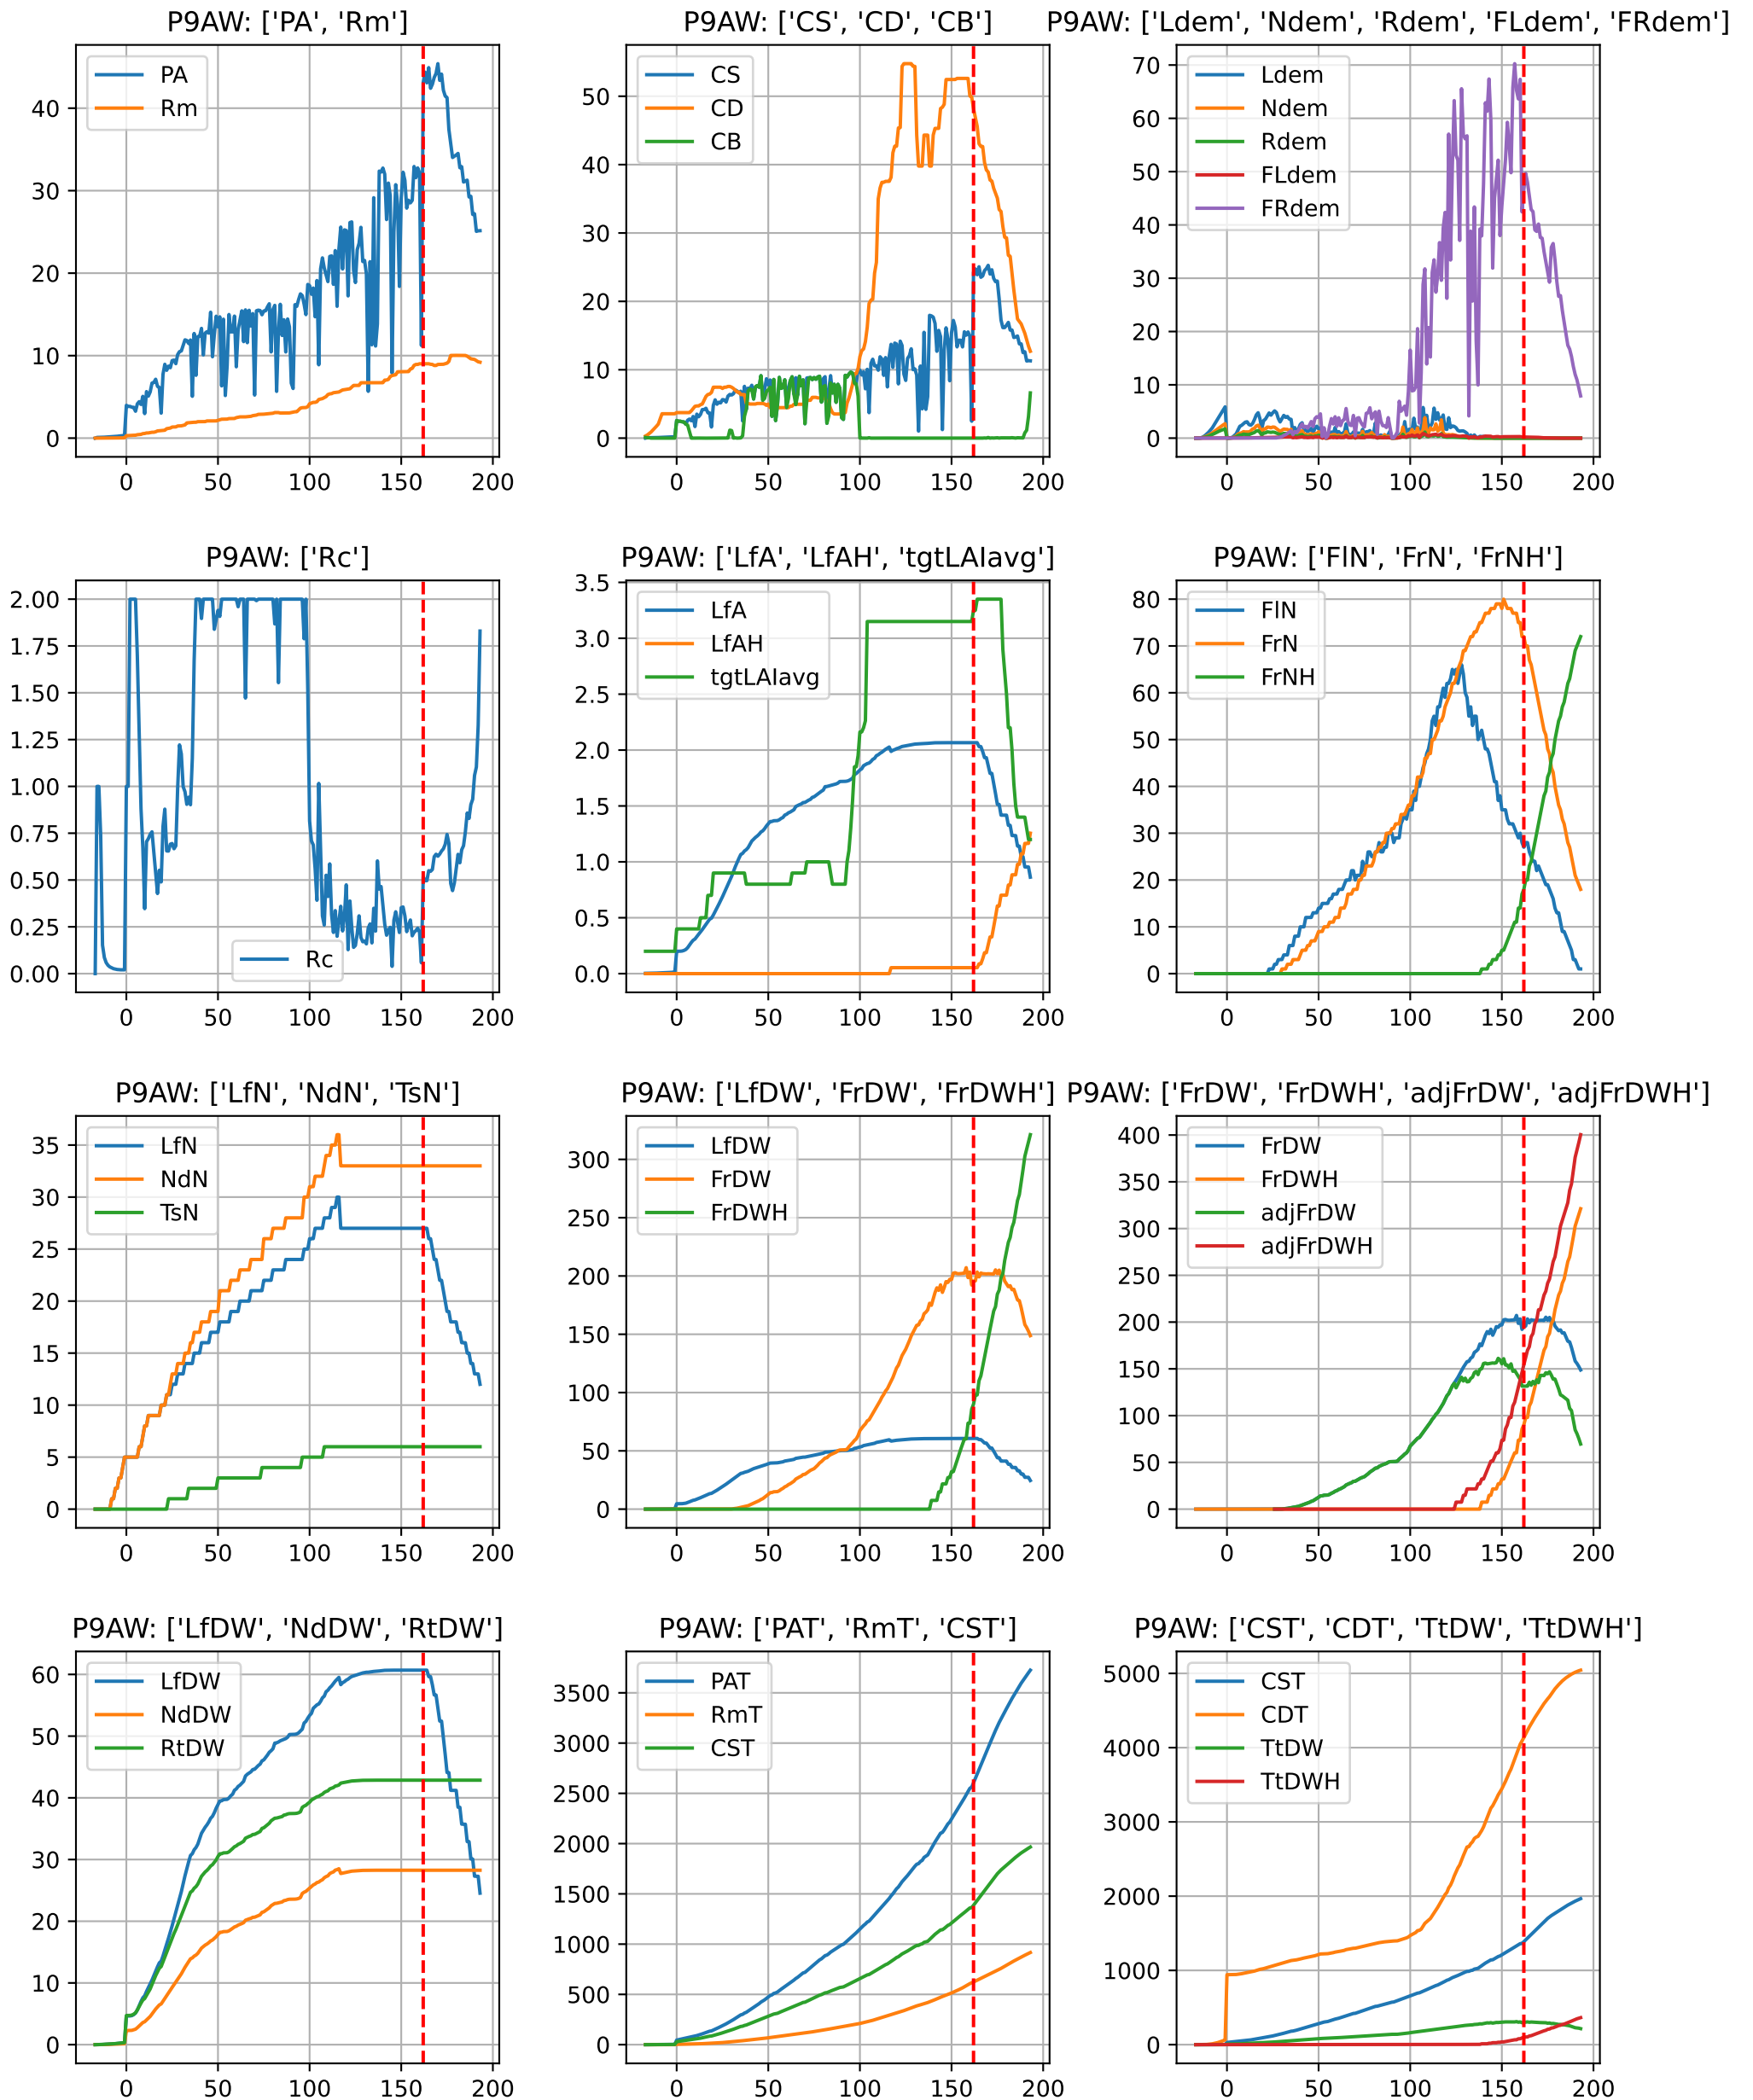 P9AW: ['PA', 'Rm']
PA
Rm
0
10
20
30
40
0 50 100 150 200
P9AW: ['CS', 'CD', 'CB']
CS
CD
CB
0
10
20
30
40
50
0 50 100 150 200
P9AW: ['Ldem', 'Ndem', 'Rdem', 'FLdem', 'FRdem']
Ldem
Ndem
Rdem
FLdem
FRdem
0
10
20
30
40
50
60
70
0 50 100 150 200
P9AW: ['Rc']
2.00
1.75
1.50
1.25
1.00
0.75
0.50
0.25
0.00
Rc
0 50 100 150 200
P9AW: ['LfA', 'LfAH', 'tgtLAIavg']
LfA
LfAH
tgtLAIavg
3.5
3.0
2.5
2.0
1.5
1.0
0.5
0.0
0 50 100 150 200
P9AW: ['FlN', 'FrN', 'FrNH']
FlN
FrN
FrNH
80
70
60
50
40
30
20
10
0
0 50 100 150 200
P9AW: ['LfN', 'NdN', 'TsN']
LfN
NdN
TsN
35
30
25
20
15
10
5
0
0 50 100 150 200
P9AW: ['LfDW', 'FrDW', 'FrDWH']
LfDW
FrDW
FrDWH
300
250
200
150
100
50
0
0 50 100 150 200
P9AW: ['FrDW', 'FrDWH', 'adjFrDW', 'adjFrDWH']
FrDW
FrDWH
adjFrDW
adjFrDWH
400
350
300
250
200
150
100
50
0
0 50 100 150 200
P9AW: ['LfDW', 'NdDW', 'RtDW']
LfDW
NdDW
RtDW
60
50
40
30
20
10
0
0 50 100 150 200
P9AW: ['PAT', 'RmT', 'CST']
PAT
RmT
CST
3500
3000
2500
2000
1500
1000
500
0
0 50 100 150 200
P9AW: ['CST', 'CDT', 'TtDW', 'TtDWH']
CST
CDT
TtDW
TtDWH
5000
4000
3000
2000
1000
0
0 50 100 150 200